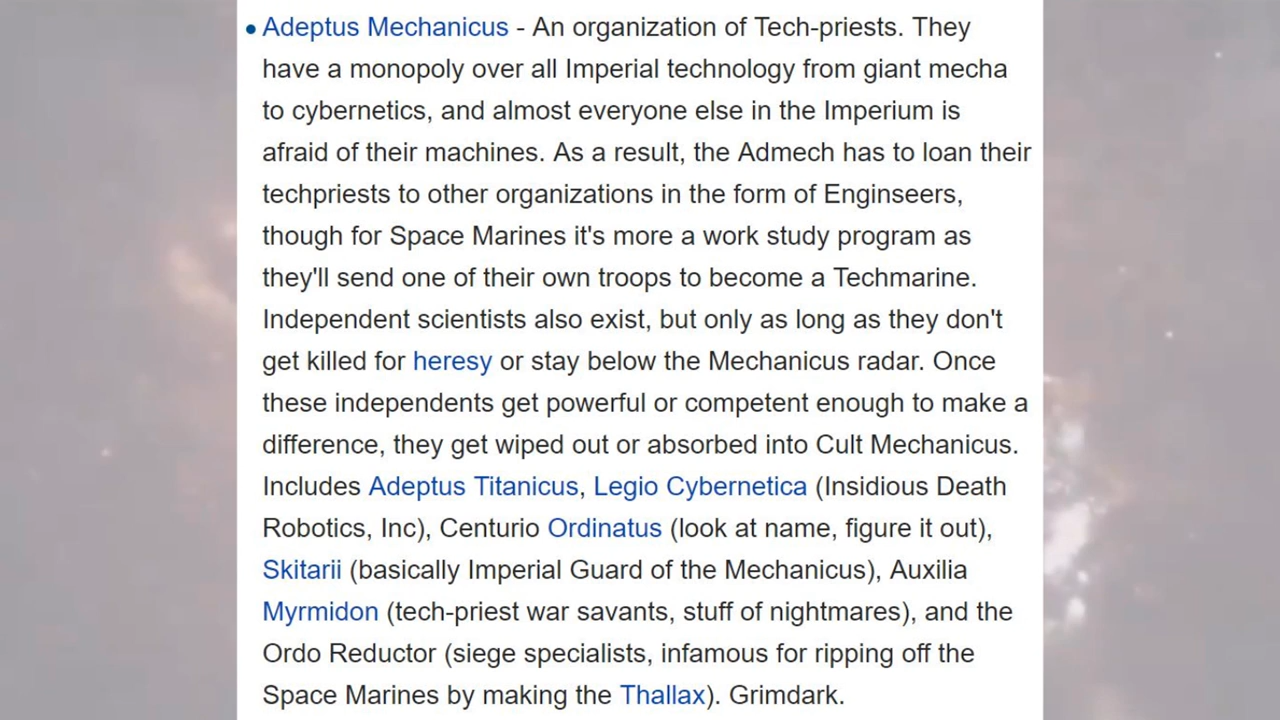 • Adeptus Mechanicus - An organization of Tech-priests. They
have a monopoly over all Imperial technology from giant mecha
to cybernetics, and almost everyone else in the Imperium is
afraid of their machines. As a result, the Admech has to loan their
techpriests to other organizations in the form of Enginseers,
though for Space Marines it's more a work study program as
they'll send one of their own troops to become a Techmarine.
Independent scientists also exist, but only as long as they don't
get killed for heresy or stay below the Mechanicus radar. Once
these independents get powerful or competent enough to make a
difference, they get wiped out or absorbed into Cult Mechanicus.
Includes Adeptus Titanicus, Legio Cybernetica (Insidious Death
Robotics, Inc), Centurio Ordinatus (look at name, figure it out),
Skitarii (basically Imperial Guard of the Mechanicus), Auxilia
Myrmidon (tech-priest war savants, stuff of nightmares), and the
Ordo Reductor (siege specialists, infamous for ripping off the
Space Marines by making the Thallax). Grimdark.